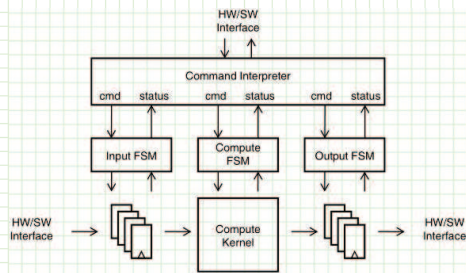 HW/SW
Interface
Command Interpreter
cmd status cmd status cmd status
Input FSM
Compute
FSM
Output FSM
HW/SW
Interface
Compute
Kernel
HW/SW
Interface